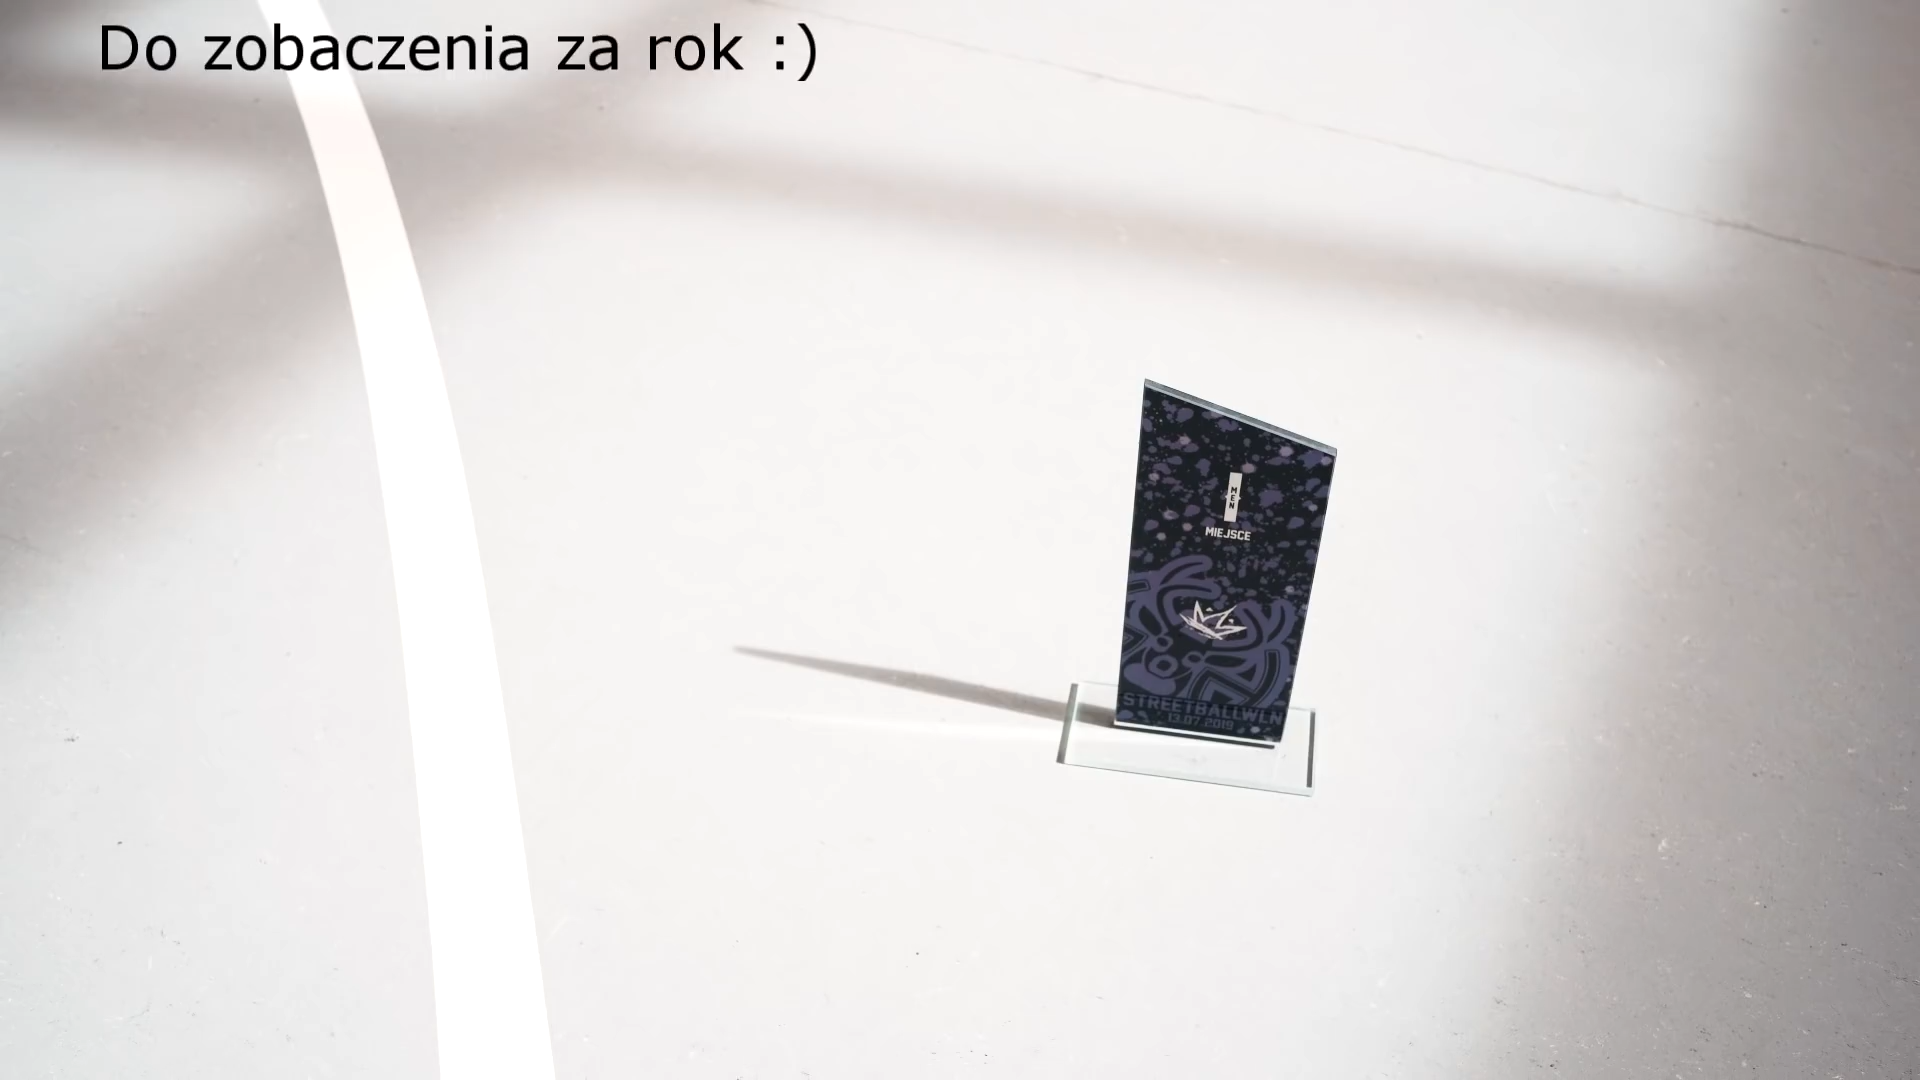 Do zobaczenia za rok :)
MEN
MIEJSCE
STREETBALLWLN
13.07.2019